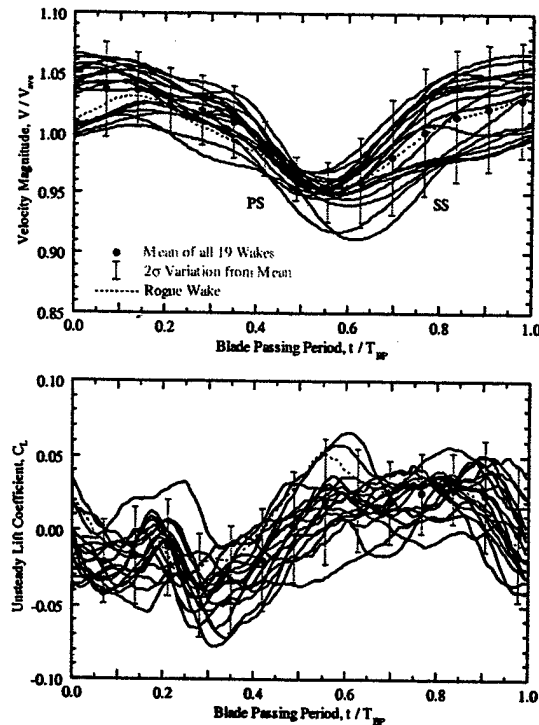 1.10
1.05
1.00
0.95
0.90
0.85
Velocity Magnitude, V / V_ave
PS
SS
Mean of all 19 Wakes
2σ Variation from Mean
Rogue Wake
0.0 0.2 0.4 0.6 0.8 1.0
Blade Passing Period, t / T_BP
0.10
0.05
0.00
-0.05
-0.10
Unsteady Lift Coefficient, C_L
0.0 0.2 0.4 0.6 0.8 1.0
Blade Passing Period, t / T_BP